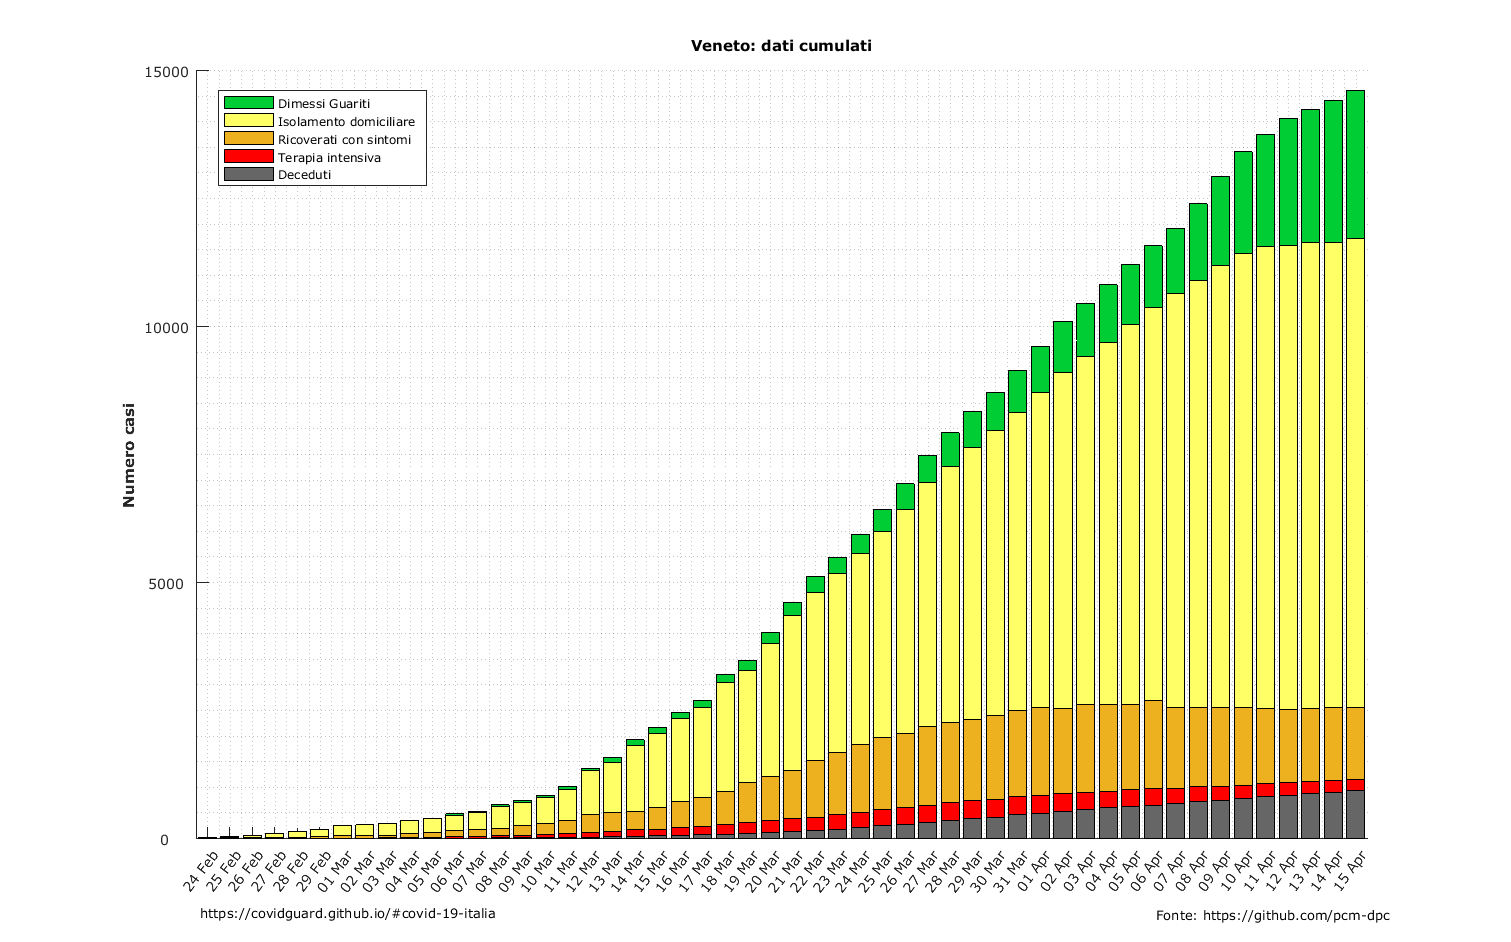 Veneto: dati cumulati
15000
10000
5000
0
Numero casi
Dimessi Guariti
Isolamento domiciliare
Ricoverati con sintomi
Terapia intensiva
Deceduti
24 Feb
25 Feb
26 Feb
27 Feb
28 Feb
29 Feb
01 Mar
02 Mar
03 Mar
04 Mar
05 Mar
06 Mar
07 Mar
08 Mar
09 Mar
10 Mar
11 Mar
12 Mar
13 Mar
14 Mar
15 Mar
16 Mar
17 Mar
18 Mar
19 Mar
20 Mar
21 Mar
22 Mar
23 Mar
24 Mar
25 Mar
26 Mar
27 Mar
28 Mar
29 Mar
30 Mar
31 Mar
01 Apr
02 Apr
03 Apr
04 Apr
05 Apr
06 Apr
07 Apr
08 Apr
09 Apr
10 Apr
11 Apr
12 Apr
13 Apr
14 Apr
15 Apr
https://covidguard.github.io/#covid-19-italia
Fonte: https://github.com/pcm-dpc